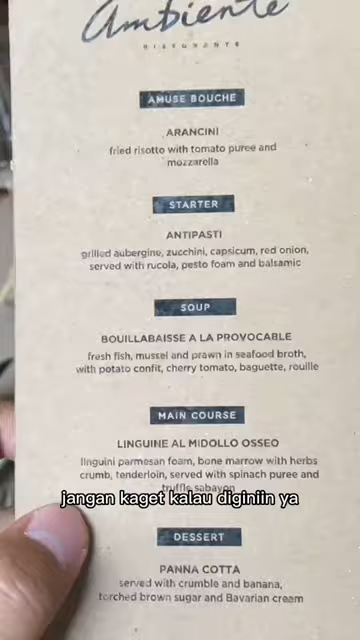 Ambiente
RISTORANTE
AMUSE BOUCHE
ARANCINI
fried risotto with tomato puree and
mozzarella
STARTER
ANTIPASTI
grilled aubergine, zucchini, capsicum, red onion,
served with rucola, pesto foam and balsamic
SOUP
BOUILLABAISSE A LA PROVOCABLE
fresh fish, mussel and prawn in seafood broth,
with potato confit, cherry tomato, baguette, rouille
MAIN COURSE
LINGUINE AL MIDOLLO OSSEO
linguini parmesan foam, bone marrow with herbs
crumb, tenderloin, served with spinach puree and
truffle sabayon
jangan kaget kalau diginiin ya
DESSERT
PANNA COTTA
served with crumble and banana,
torched brown sugar and Bavarian cream